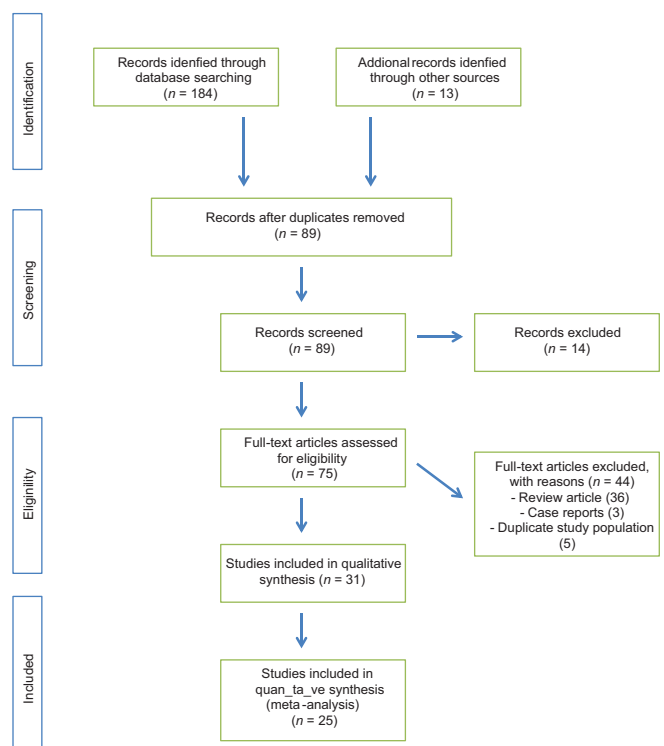 Identification
Records idenfied through
database searching
(n = 184)
Addional records idenfied
through other sources
(n = 13)
Screening
Records after duplicates removed
(n = 89)
Records screened
(n = 89)
Records excluded
(n = 14)
Eliginility
Full-text articles assessed
for eligibility
(n = 75)
Full-text articles excluded,
with reasons (n = 44)
- Review article (36)
- Case reports (3)
- Duplicate study population
(5)
Studies included in qualitative
synthesis (n = 31)
Included
Studies included in
quan_ta_ve synthesis
(meta-analysis)
n = 25